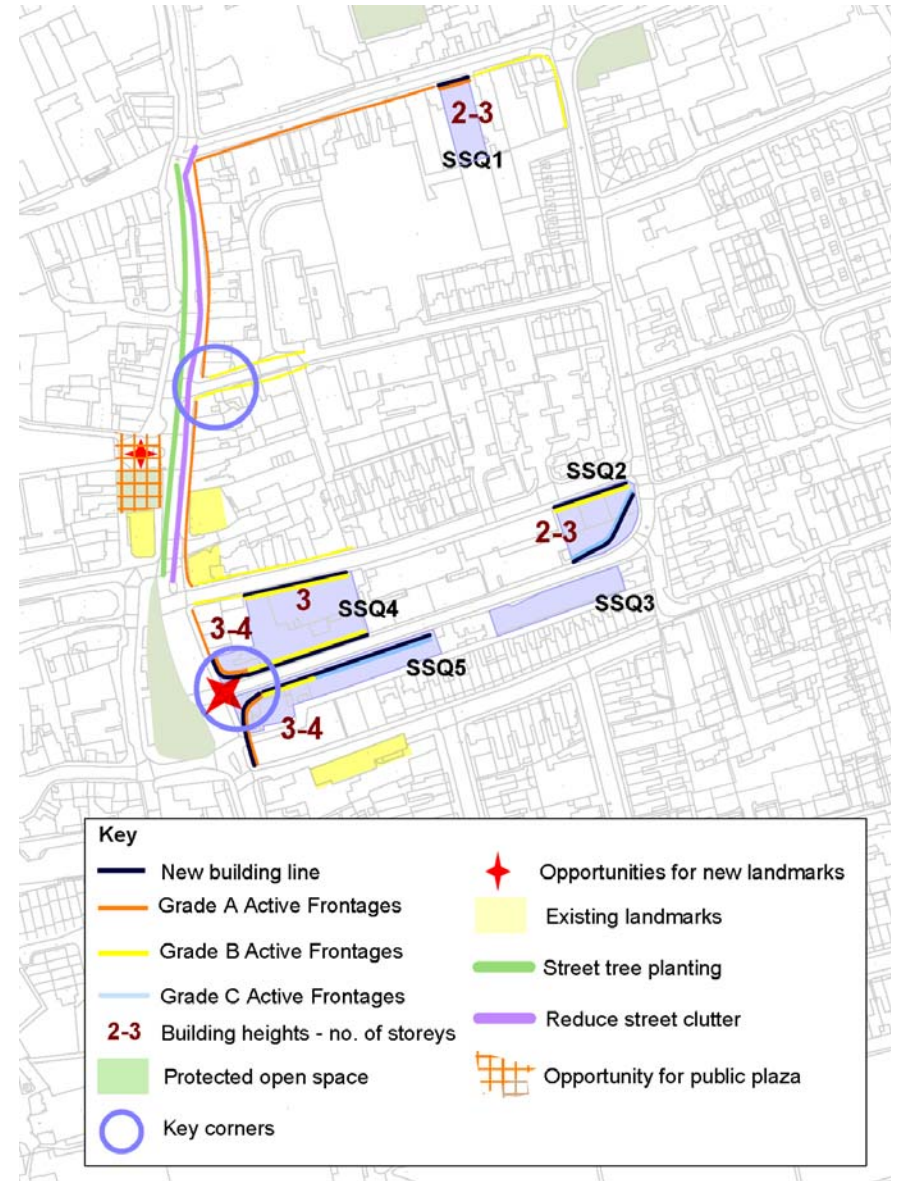 2-3
SSQ1
SSQ2
2-3
SSQ3
3
SSQ4
3-4
SSQ5
3-4
Key
New building line
Grade A Active Frontages
Grade B Active Frontages
Grade C Active Frontages
2-3 Building heights - no. of storeys
Protected open space
Key corners
Opportunities for new landmarks
Existing landmarks
Street tree planting
Reduce street clutter
Opportunity for public plaza